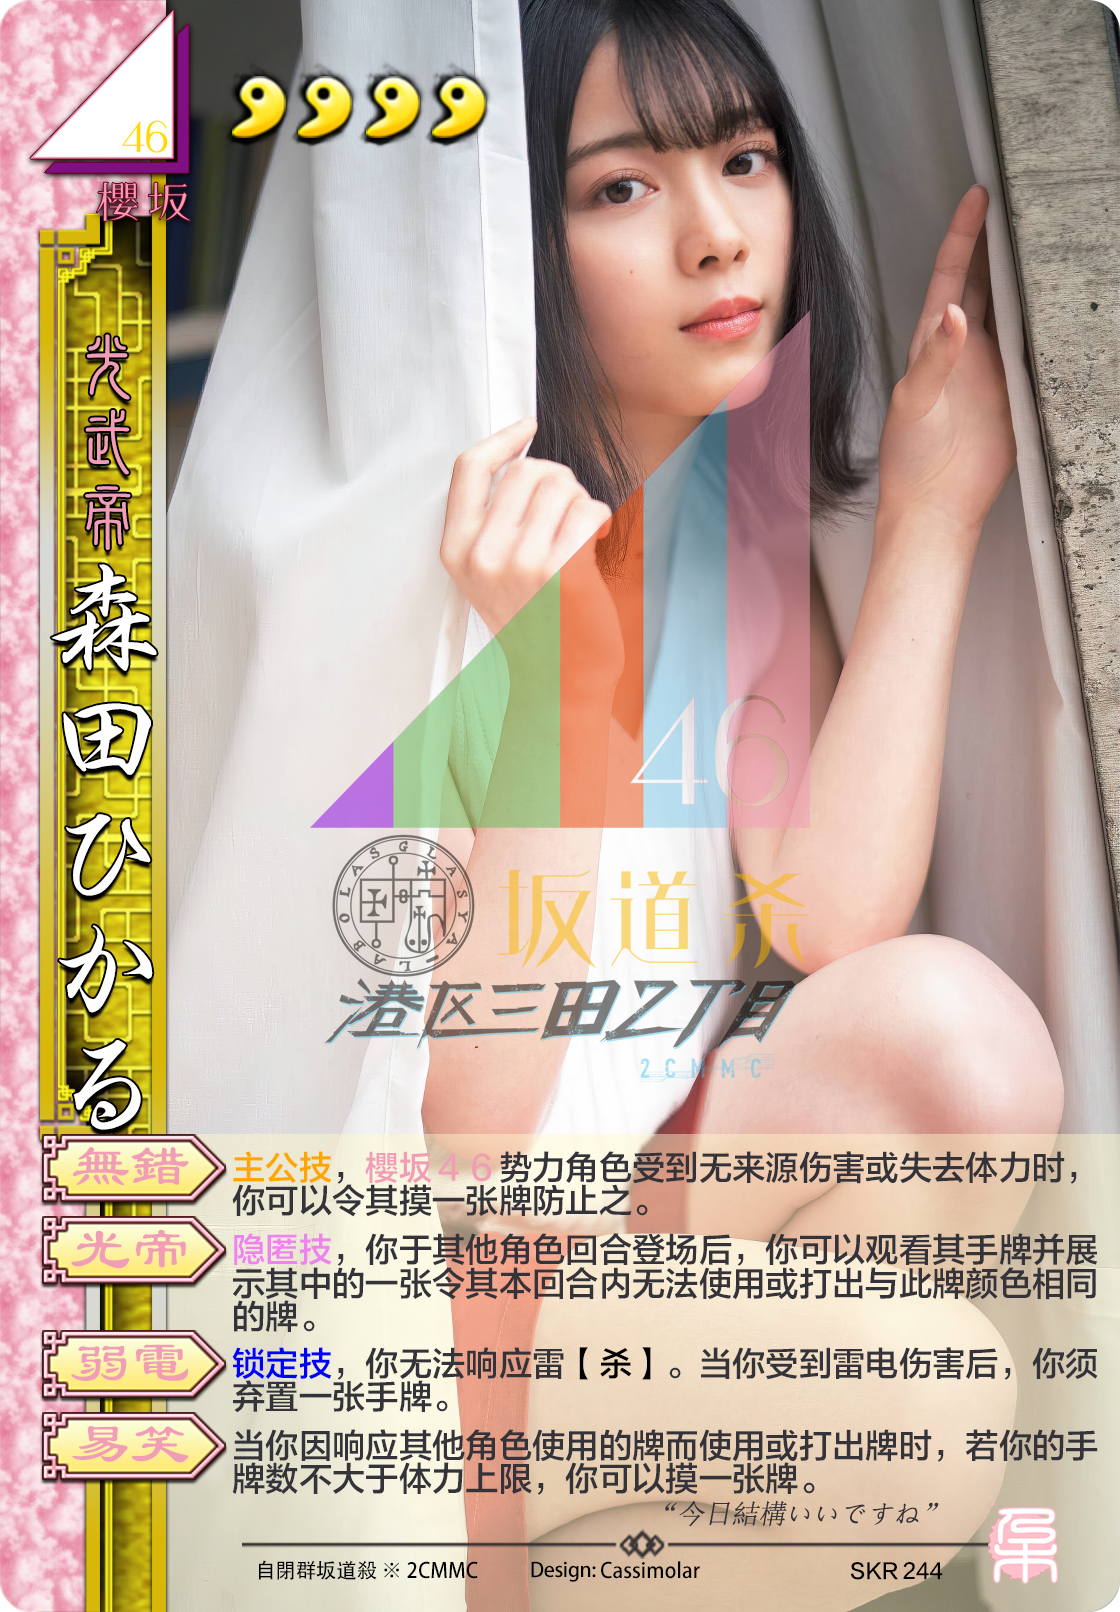 46
櫻坂
光武帝
森田ひかる
46
GLASYALABOLAS
坂道杀
港区三田2丁目
2CMMC
無錯
主公技，櫻坂４６势力角色受到无来源伤害或失去体力时，
你可以令其摸一张牌防止之。
光帝
隐匿技，你于其他角色回合登场后，你可以观看其手牌并展
示其中的一张令其本回合内无法使用或打出与此牌颜色相同
的牌。
弱電
锁定技，你无法响应雷【杀】。当你受到雷电伤害后，你须
弃置一张手牌。
易笑
当你因响应其他角色使用的牌而使用或打出牌时，若你的手
牌数不大于体力上限，你可以摸一张牌。
“今日結構いいですね”
自閉群坂道殺 ※ 2CMMC
Design: Cassimolar
SKR 244